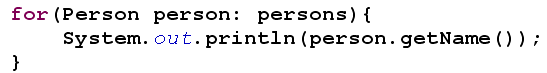 for(Person person: persons){
    System.out.println(person.getName());
}